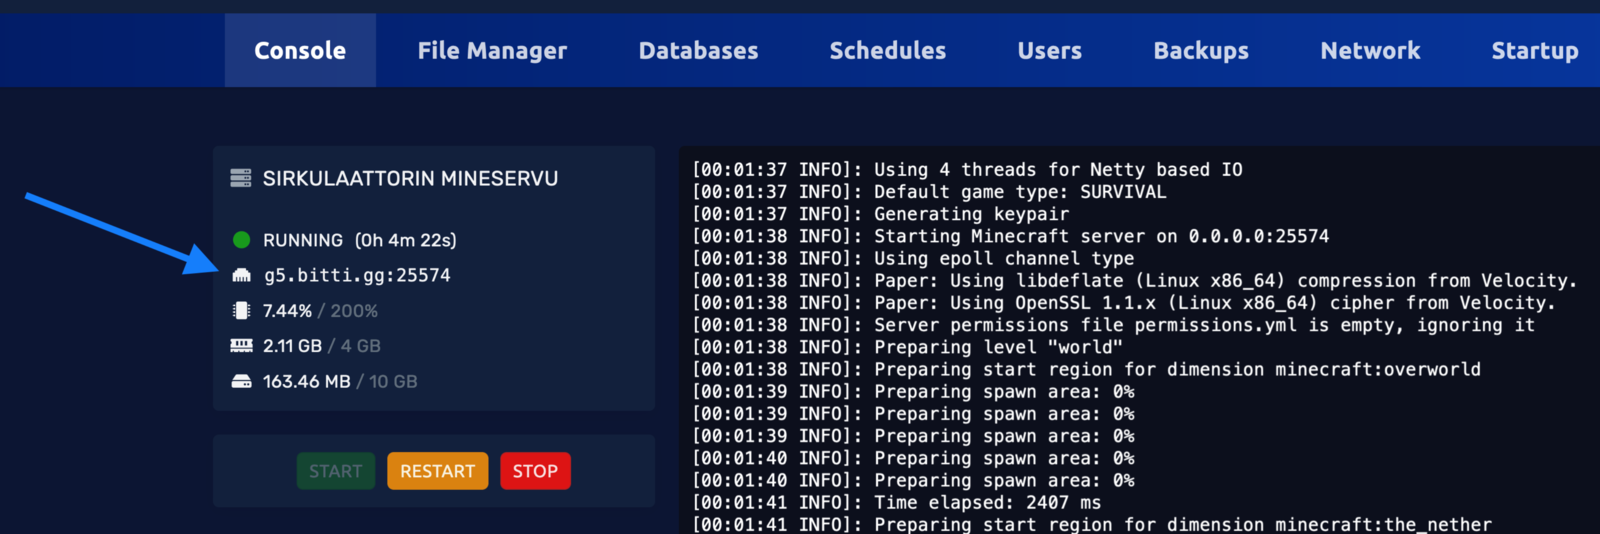 Console File Manager Databases Schedules Users Backups Network Startup
SIRKULAATTORIN MINESERVU
RUNNING (0h 4m 22s)
g5.bitti.gg:25574
7.44% / 200%
2.11 GB / 4 GB
163.46 MB / 10 GB
START RESTART STOP
[00:01:37 INFO]: Using 4 threads for Netty based IO
[00:01:37 INFO]: Default game type: SURVIVAL
[00:01:37 INFO]: Generating keypair
[00:01:38 INFO]: Starting Minecraft server on 0.0.0.0:25574
[00:01:38 INFO]: Using epoll channel type
[00:01:38 INFO]: Paper: Using libdeflate (Linux x86_64) compression from Velocity.
[00:01:38 INFO]: Paper: Using OpenSSL 1.1.x (Linux x86_64) cipher from Velocity.
[00:01:38 INFO]: Server permissions file permissions.yml is empty, ignoring it
[00:01:38 INFO]: Preparing level "world"
[00:01:38 INFO]: Preparing start region for dimension minecraft:overworld
[00:01:39 INFO]: Preparing spawn area: 0%
[00:01:39 INFO]: Preparing spawn area: 0%
[00:01:39 INFO]: Preparing spawn area: 0%
[00:01:40 INFO]: Preparing spawn area: 0%
[00:01:40 INFO]: Preparing spawn area: 0%
[00:01:41 INFO]: Time elapsed: 2407 ms
[00:01:41 INFO]: Preparing start region for dimension minecraft:the_nether